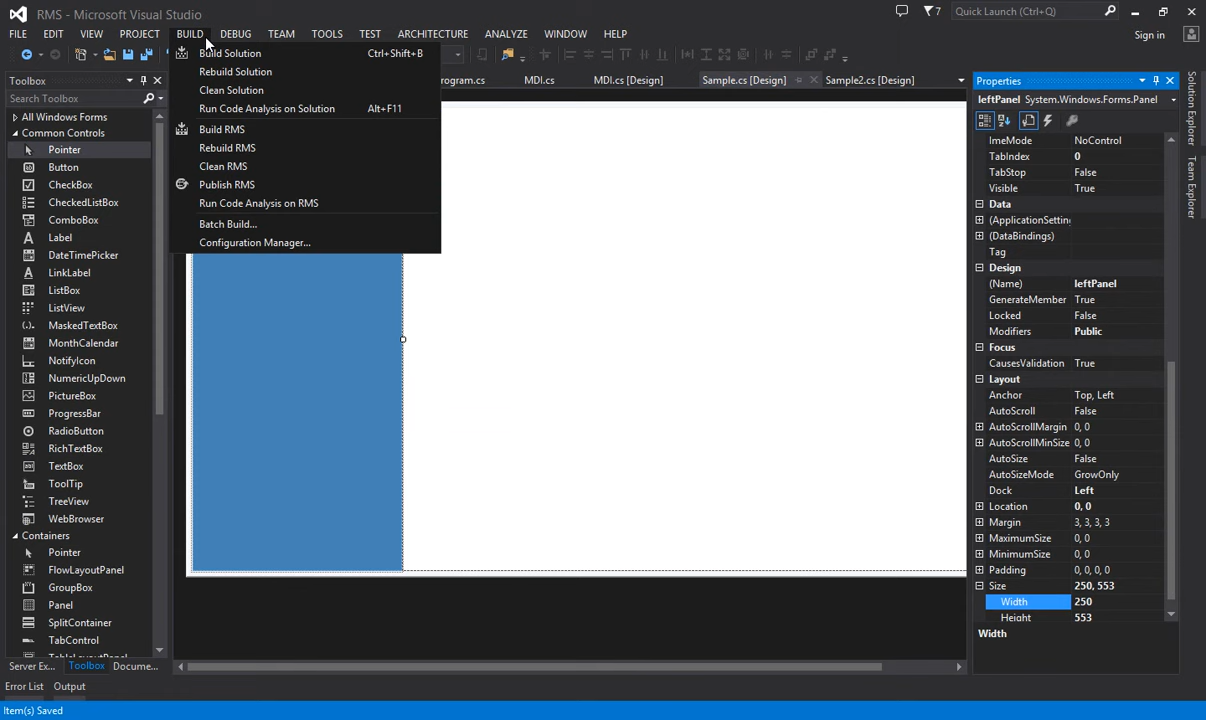 RMS - Microsoft Visual Studio
7
Quick Launch (Ctrl+Q)
FILE EDIT VIEW PROJECT BUILD DEBUG TEAM TOOLS TEST ARCHITECTURE ANALYZE WINDOW HELP
Sign in
Build Solution Ctrl+Shift+B
Rebuild Solution
Clean Solution
Run Code Analysis on Solution Alt+F11
Build RMS
Rebuild RMS
Clean RMS
Publish RMS
Run Code Analysis on RMS
Batch Build...
Configuration Manager...
rogram.cs MDI.cs MDI.cs [Design] Sample.cs [Design] Sample2.cs [Design]
Toolbox
Search Toolbox
All Windows Forms
Common Controls
Pointer
Button
CheckBox
CheckedListBox
ComboBox
Label
DateTimePicker
LinkLabel
ListBox
ListView
MaskedTextBox
MonthCalendar
NotifyIcon
NumericUpDown
PictureBox
ProgressBar
RadioButton
RichTextBox
TextBox
ToolTip
TreeView
WebBrowser
Containers
Pointer
FlowLayoutPanel
GroupBox
Panel
SplitContainer
TabControl
TableLayoutPanel
Server Ex... Toolbox Docume...
Error List Output
Item(s) Saved
Properties
leftPanel System.Windows.Forms.Panel
ImeMode NoControl
TabIndex 0
TabStop False
Visible True
Data
(ApplicationSetting
(DataBindings)
Tag
Design
(Name) leftPanel
GenerateMember True
Locked False
Modifiers Public
Focus
CausesValidation True
Layout
Anchor Top, Left
AutoScroll False
AutoScrollMargin 0, 0
AutoScrollMinSize 0, 0
AutoSize False
AutoSizeMode GrowOnly
Dock Left
Location 0, 0
Margin 3, 3, 3, 3
MaximumSize 0, 0
MinimumSize 0, 0
Padding 0, 0, 0, 0
Size 250, 553
Width 250
Height 553
Width
Solution Explorer
Team Explorer